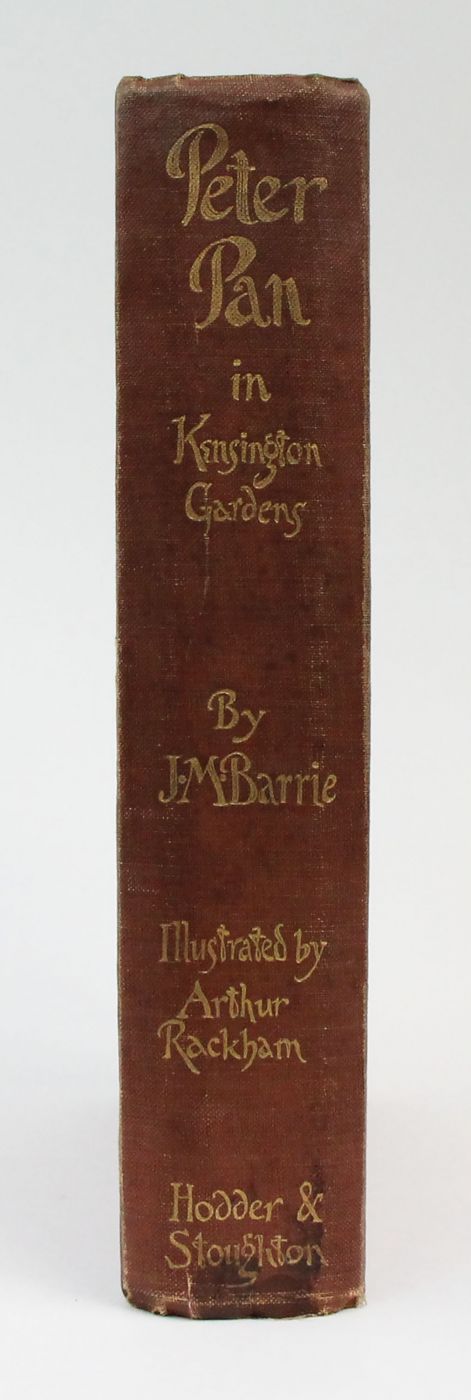 Peter
Pan
in
Kensington
Gardens
By
J·M·Barrie
Illustrated by
Arthur
Rackham
Hodder &
Stoughton